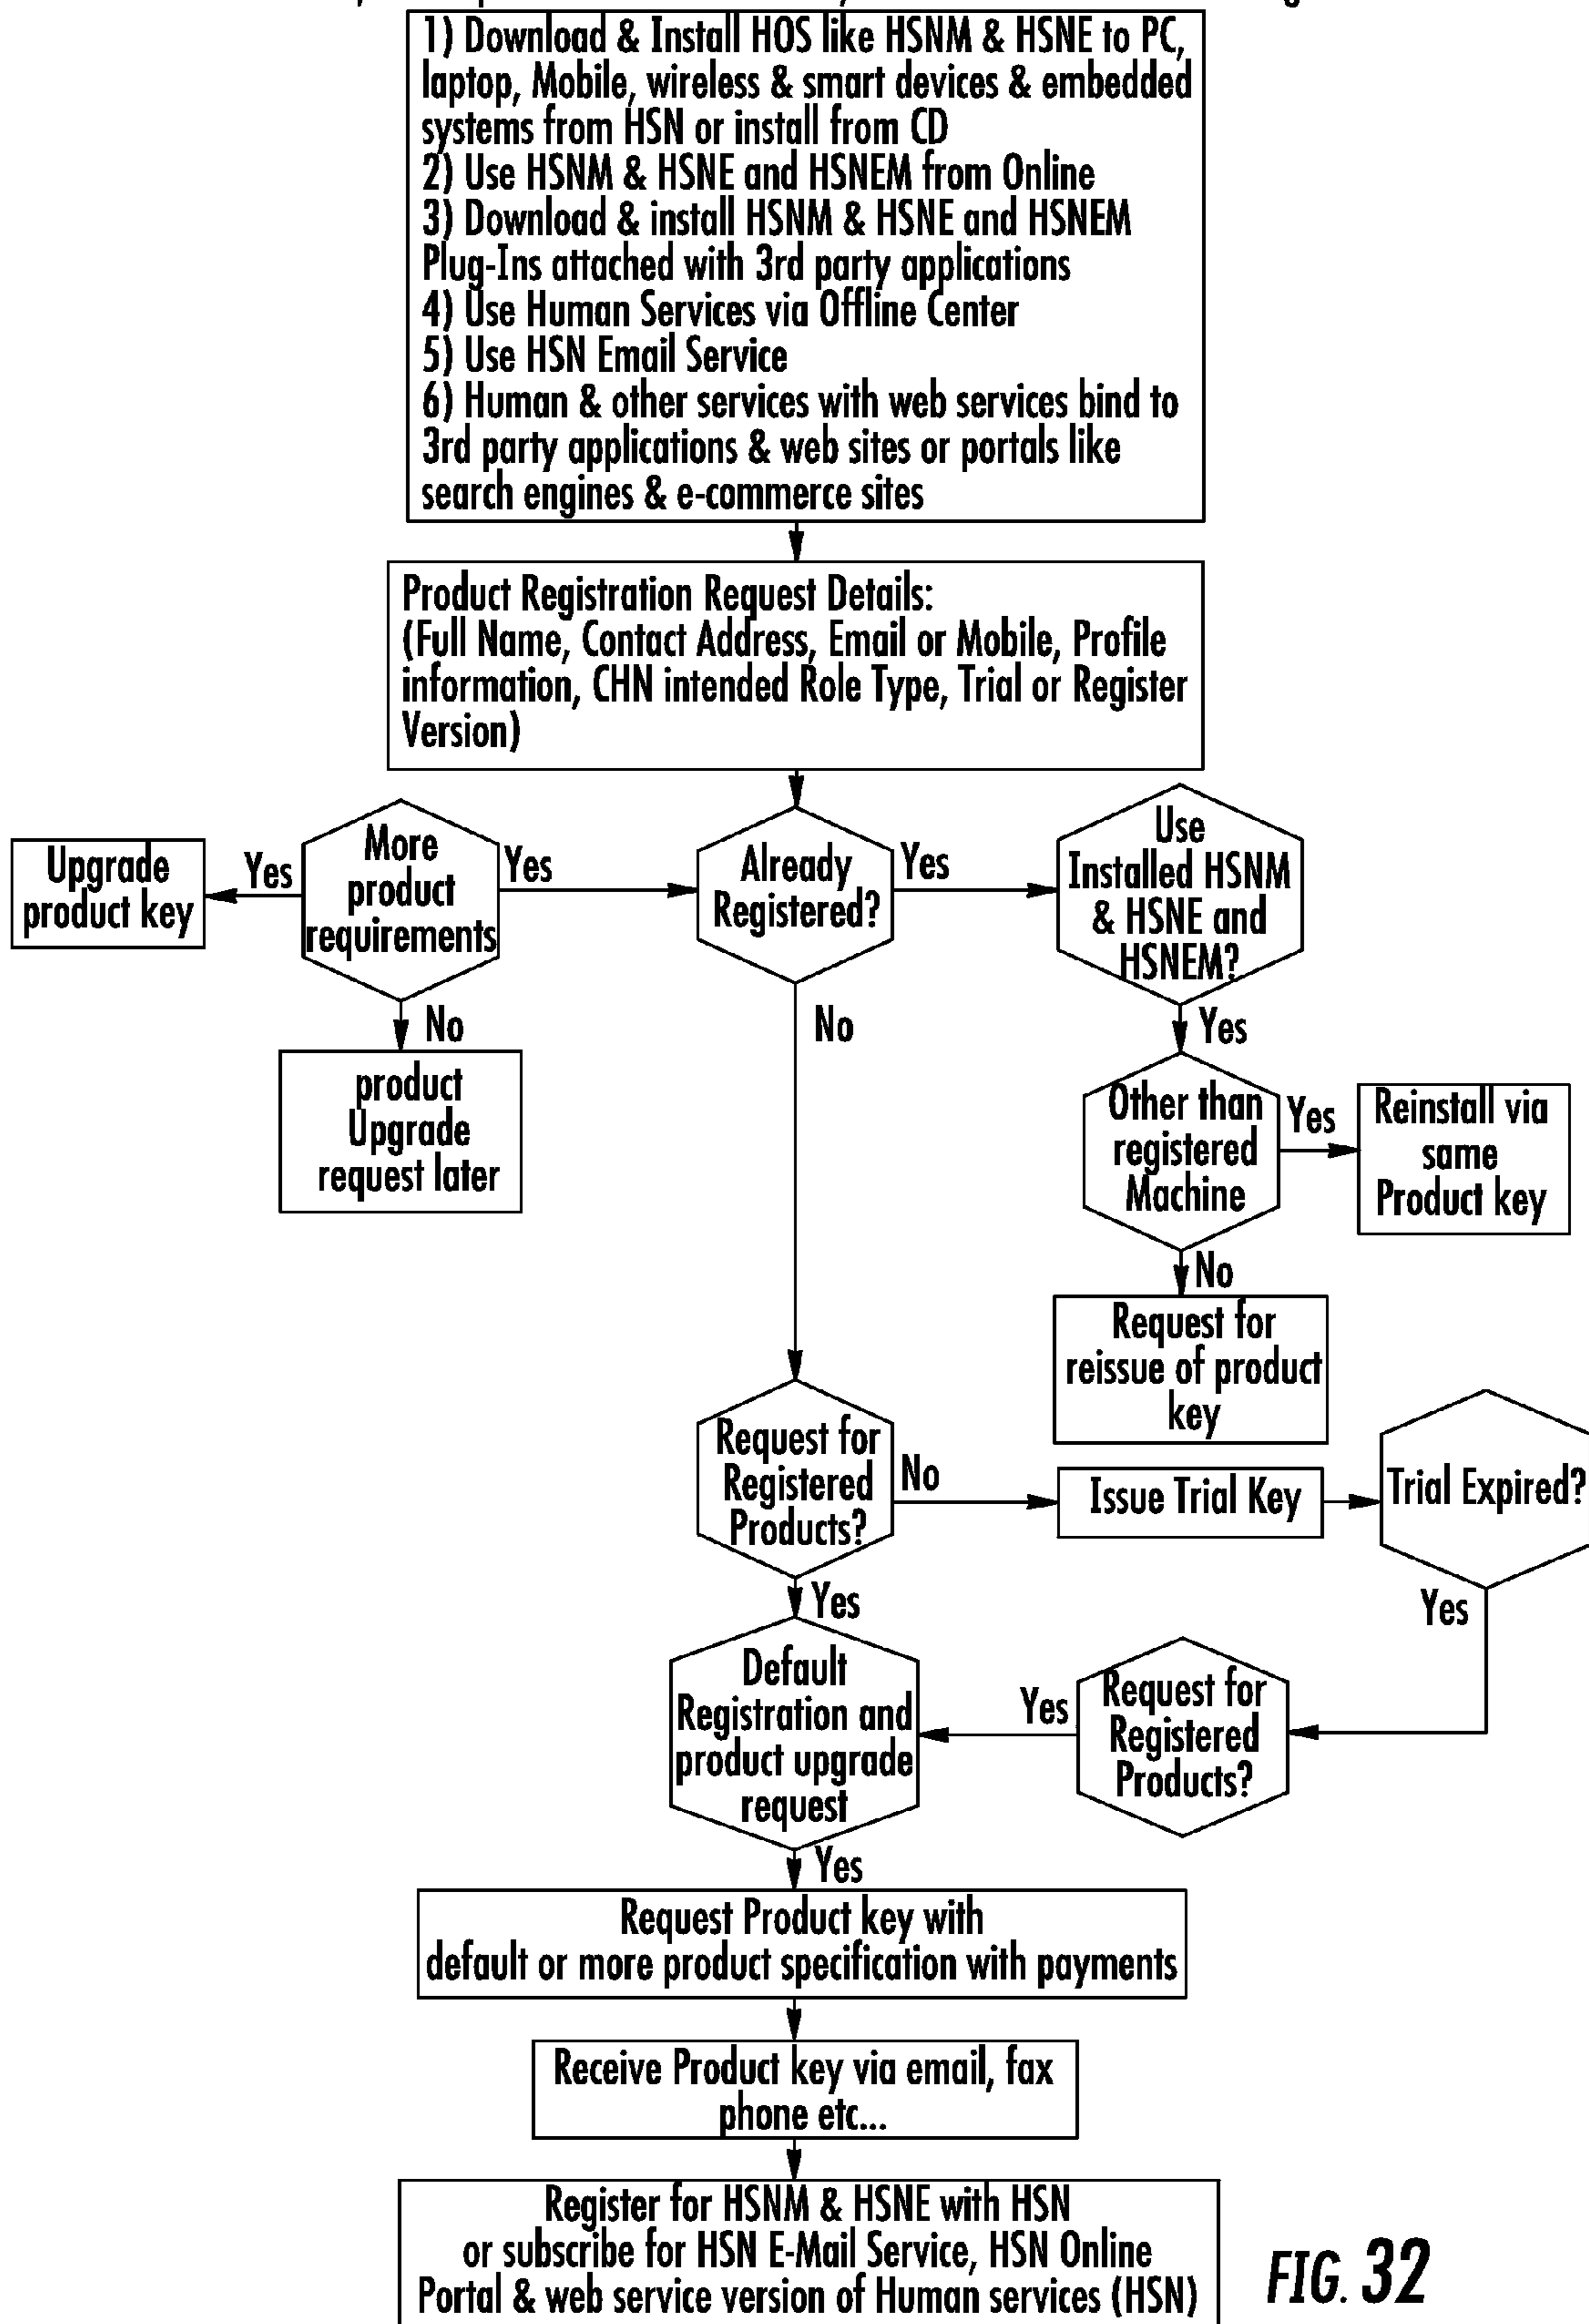 1) Download & Install HOS like HSNM & HSNE to PC,
laptop, Mobile, wireless & smart devices & embedded
systems from HSN or install from CD
2) Use HSNM & HSNE and HSNEM from Online
3) Download & install HSNM & HSNE and HSNEM
Plug-Ins attached with 3rd party applications
4) Use Human Services via Offline Center
5) Use HSN Email Service
6) Human & other services with web services bind to
3rd party applications & web sites or portals like
search engines & e-commerce sites
Product Registration Request Details:
(Full Name, Contact Address, Email or Mobile, Profile
information, CHN intended Role Type, Trial or Register
Version)
Upgrade
product key
Yes
More
product
requirements
Yes
Already
Registered?
Yes
Use
Installed HSNM
& HSNE and
HSNEM?
No
No
Yes
product
Upgrade
request later
Other than
registered
Machine
Yes
Reinstall via
same
Product key
No
Request for
reissue of product
key
Request for
Registered
Products?
No
Issue Trial Key
Trial Expired?
Yes
Yes
Default
Registration and
product upgrade
request
Yes
Request for
Registered
Products?
Yes
Request Product key with
default or more product specification with payments
Receive Product key via email, fax
phone etc...
Register for HSNM & HSNE with HSN
or subscribe for HSN E-Mail Service, HSN Online
Portal & web service version of Human services (HSN)
FIG. 32